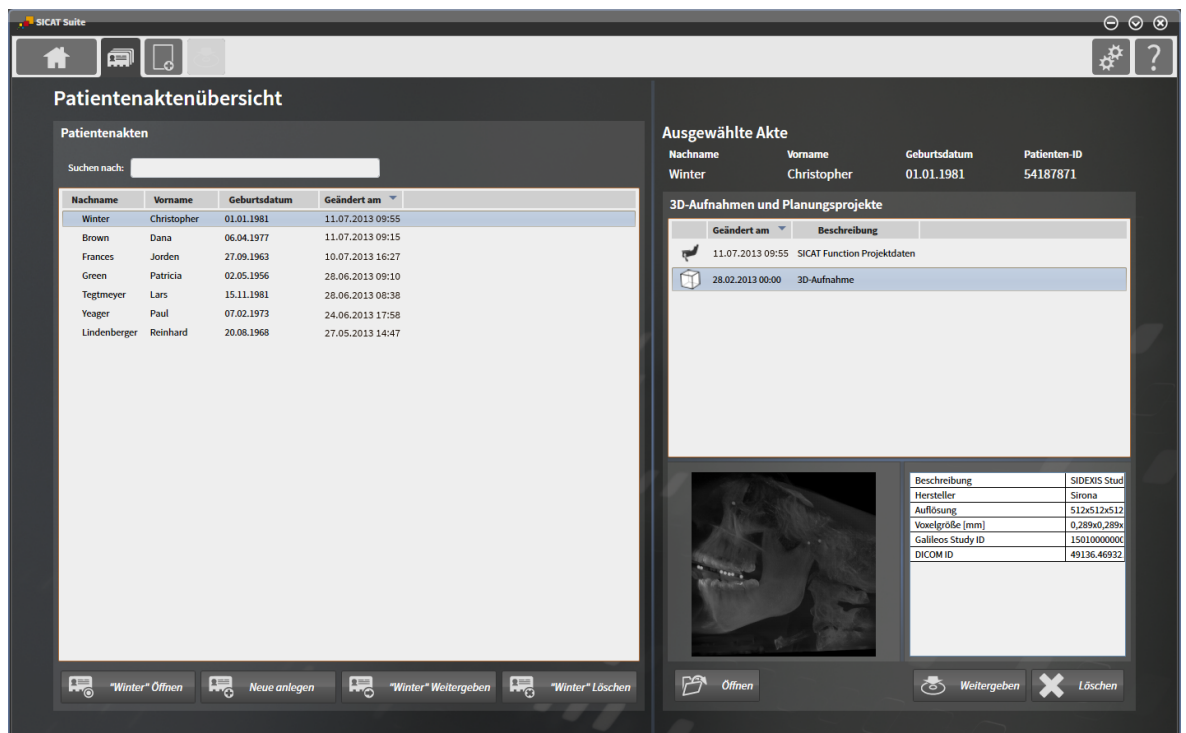 SICAT Suite
Patientenaktenübersicht
Patientenakten
Suchen nach:
Nachname Vorname Geburtsdatum Geändert am
Winter Christopher 01.01.1981 11.07.2013 09:55
Brown Dana 06.04.1977 11.07.2013 09:15
Frances Jorden 27.09.1963 10.07.2013 16:27
Green Patricia 02.05.1956 28.06.2013 09:10
Tegtmeyer Lars 15.11.1981 28.06.2013 08:38
Yeager Paul 07.02.1973 24.06.2013 17:58
Lindenberger Reinhard 20.08.1968 27.05.2013 14:47
"Winter" Öffnen Neue anlegen "Winter" Weitergeben "Winter" Löschen
Ausgewählte Akte
Nachname Vorname Geburtsdatum Patienten-ID
Winter Christopher 01.01.1981 54187871
3D-Aufnahmen und Planungsprojekte
Geändert am Beschreibung
11.07.2013 09:55 SICAT Function Projektdaten
28.02.2013 00:00 3D-Aufnahme
Beschreibung SIDEXIS Stud
Hersteller Sirona
Auflösung 512x512x512
Voxelgröße [mm] 0,289x0,289x
Galileos Study ID 1501000000
DICOM ID 49136.46932.
Öffnen Weitergeben Löschen